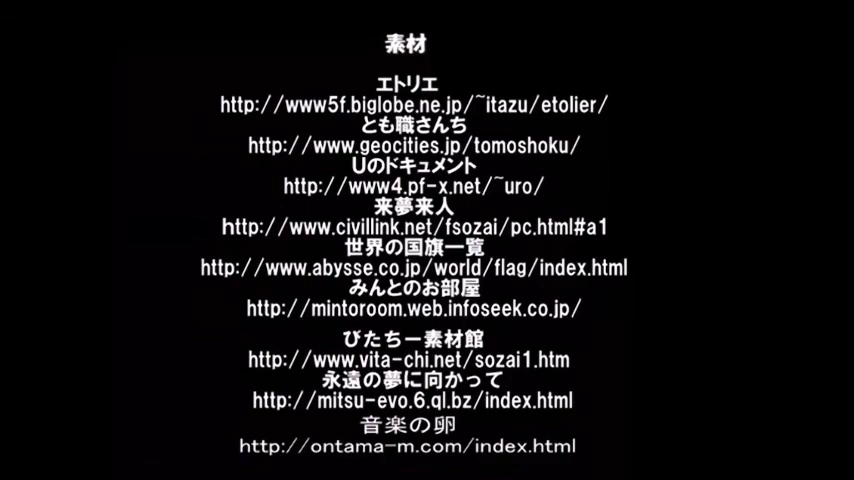 素材
エトリエ
http://www5f.biglobe.ne.jp/~itazu/etolier/
とも職さんち
http://www.geocities.jp/tomoshoku/
Uのドキュメント
http://www4.pf-x.net/~uro/
来夢来人
http://www.civillink.net/fsozai/pc.html#a1
世界の国旗一覧
http://www.abysse.co.jp/world/flag/index.html
みんとのお部屋
http://mintoroom.web.infoseek.co.jp/
びたちー素材館
http://www.vita-chi.net/sozai1.htm
永遠の夢に向かって
http://mitsu-evo.6.ql.bz/index.html
音楽の卵
http://ontama-m.com/index.html